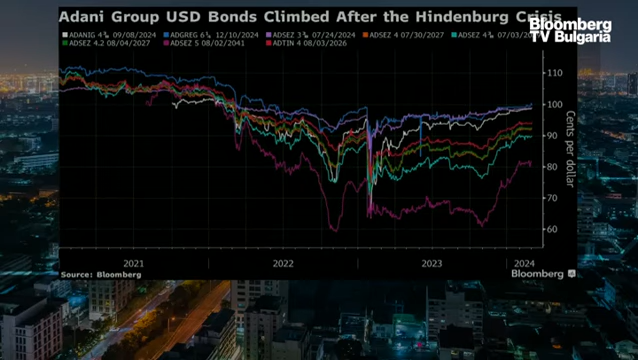 Adani Group USD Bonds Climbed After the Hindenburg Crisis
Bloomberg
TV Bulgaria
ADANIG 4⅜ 09/08/2024 ADGREG 6¼ 12/10/2024 ADSEZ 3⅜ 07/24/2024 ADSEZ 4 07/30/2027 ADSEZ 4⅜ 07/03/
ADSEZ 4.2 08/04/2027 ADSEZ 5 08/02/2041 ADTIN 4 08/03/2026
110
100
90
80
70
60
Cents per dollar
2021 2022 2023 2024
Source: Bloomberg
Bloomberg